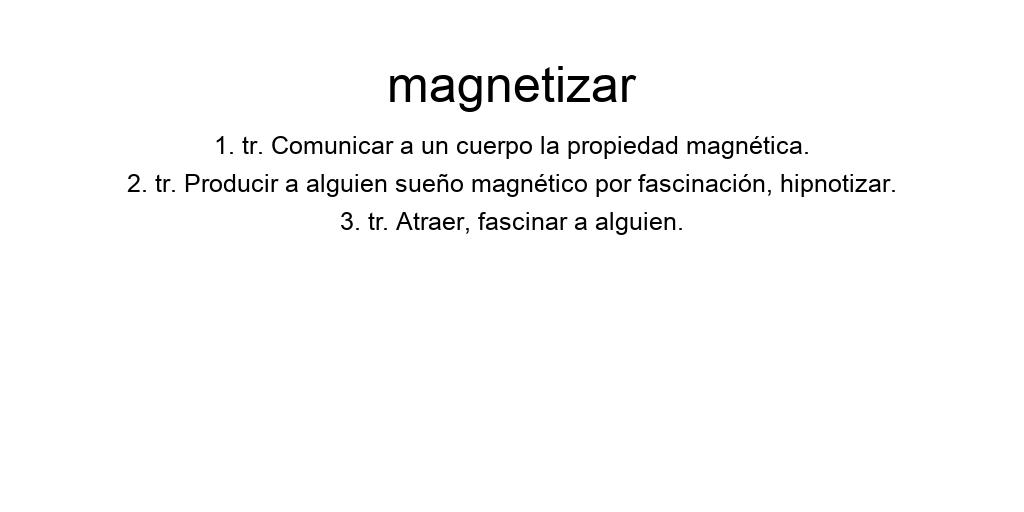 magnetizar
1. tr. Comunicar a un cuerpo la propiedad magnética.
2. tr. Producir a alguien sueño magnético por fascinación, hipnotizar.
3. tr. Atraer, fascinar a alguien.